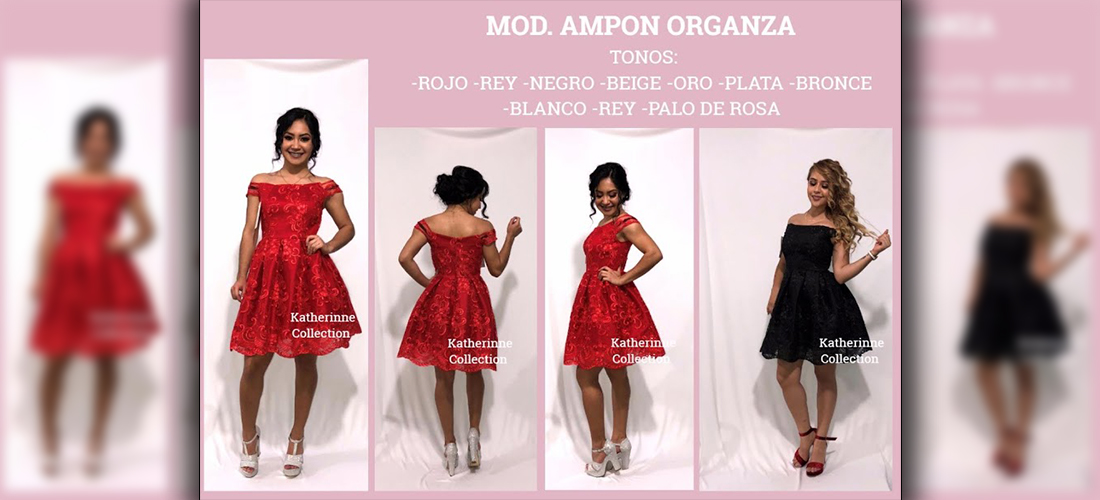 MOD. AMPON ORGANZA
TONOS:
-ROJO -REY -NEGRO -BEIGE -ORO -PLATA -BRONCE
-BLANCO -REY -PALO DE ROSA
Katherinne
Collection
Katherinne
Collection
Katherinne
Collection
Katherinne
Collection